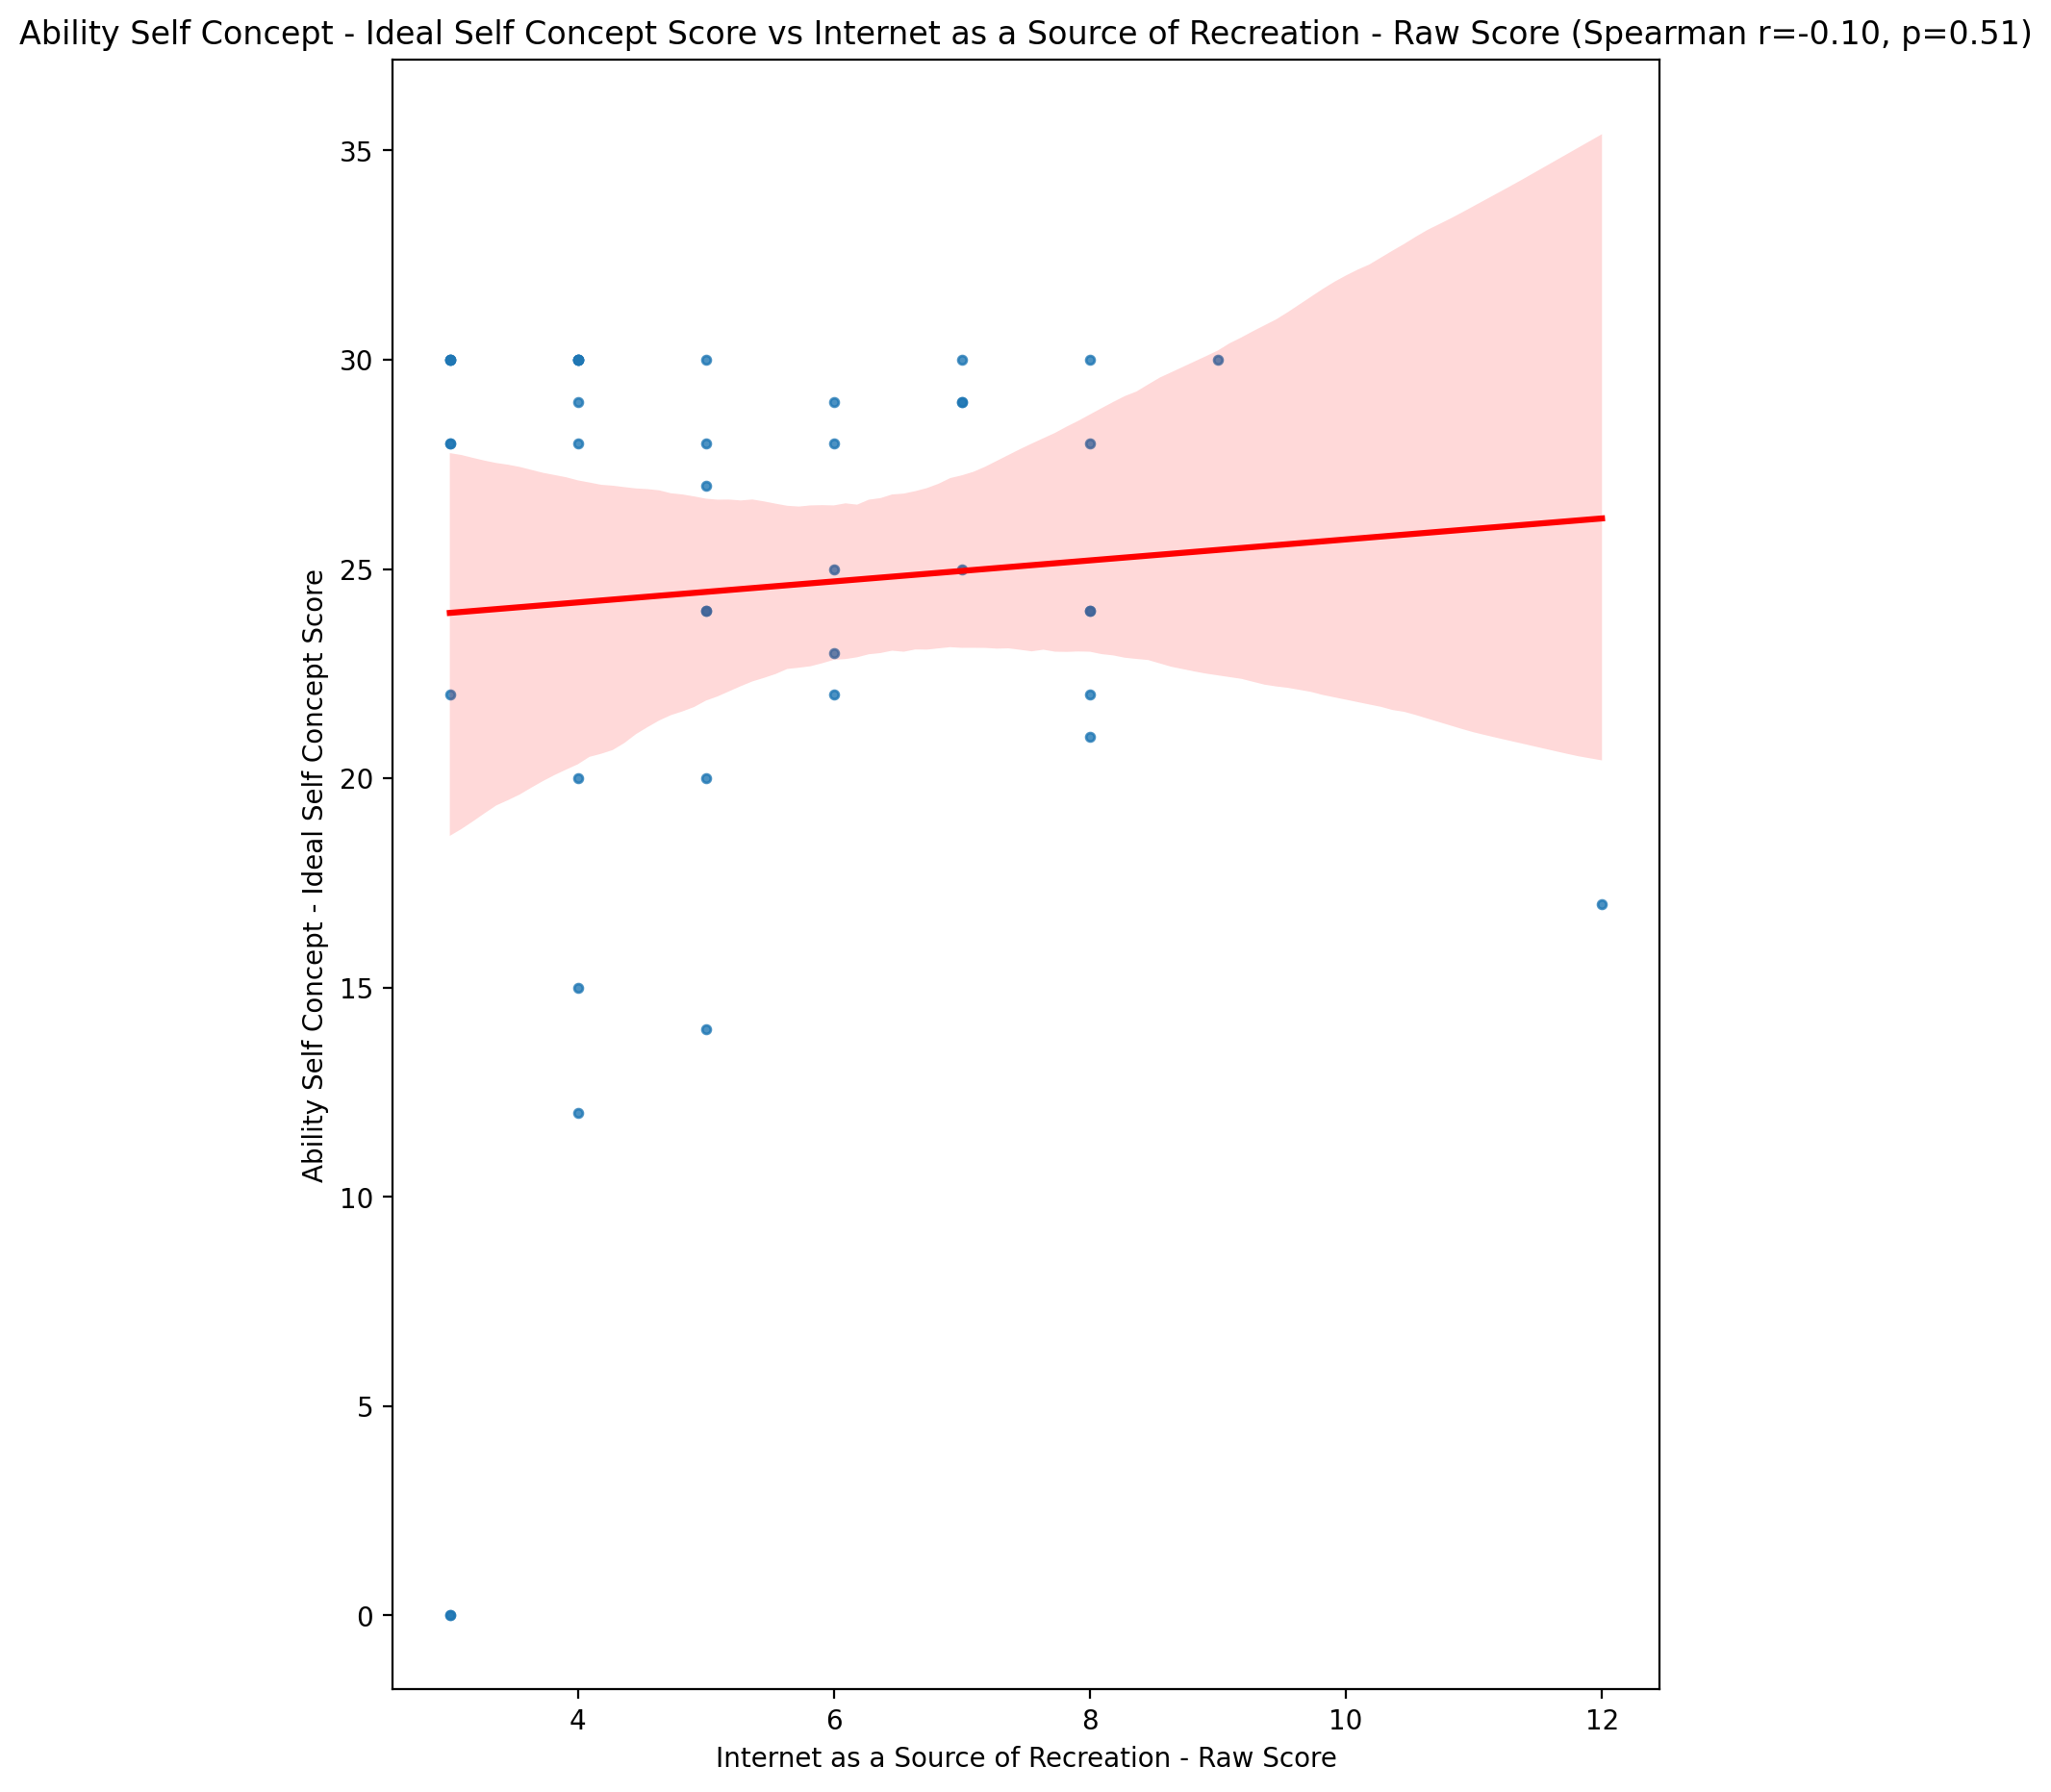 Ability Self Concept - Ideal Self Concept Score vs Internet as a Source of Recreation - Raw Score (Spearman r=-0.10, p=0.51)
Ability Self Concept - Ideal Self Concept Score
35
30
25
20
15
10
5
0
4 6 8 10 12
Internet as a Source of Recreation - Raw Score